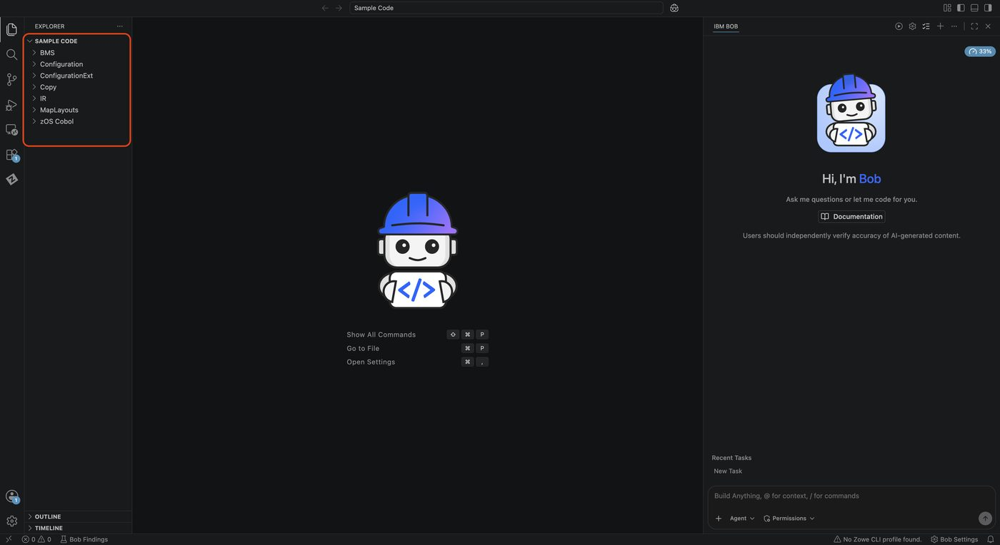 Sample Code
EXPLORER
SAMPLE CODE
BMS
Configuration
ConfigurationExt
Copy
IR
MapLayouts
zOS Cobol
1
</>
Show All Commands ⇧ ⌘ P
Go to File ⌘ P
Open Settings ⌘ ,
IBM BOB
33%
</>
Hi, I'm Bob
Ask me questions or let me code for you.
Documentation
Users should independently verify accuracy of AI-generated content.
Recent Tasks
New Task
Build Anything, @ for context, / for commands
Agent
Permissions
1
OUTLINE
TIMELINE
0 0 Bob Findings
No Zowe CLI profile found. Bob Settings